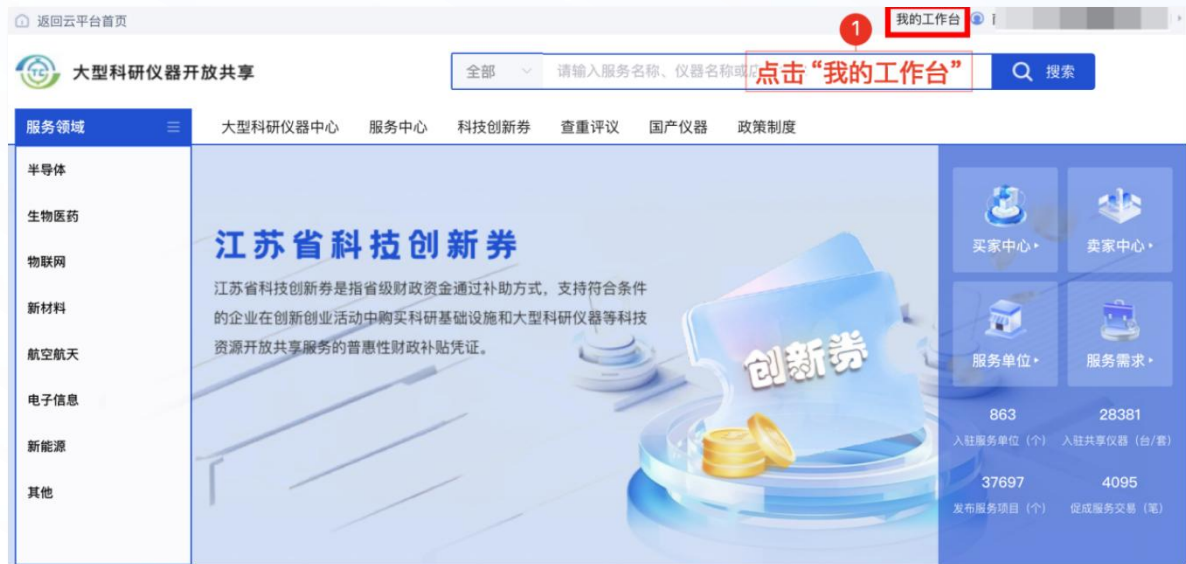 返回云平台首页
我的工作台
1
大型科研仪器开放共享
全部
请输入服务名称、仪器名称或
点击“我的工作台”
搜索
服务领域
大型科研仪器中心
服务中心
科技创新券
查重评议
国产仪器
政策制度
半导体
生物医药
物联网
新材料
航空航天
电子信息
新能源
其他
江苏省科技创新券
江苏省科技创新券是指省级财政资金通过补助方式，支持符合条件
的企业在创新创业活动中购买科研基础设施和大型科研仪器等科技
资源开放共享服务的普惠性财政补贴凭证。
创新券
买家中心
卖家中心
服务单位
服务需求
863
28381
入驻服务单位（个）
入驻共享仪器（台/套）
37697
4095
发布服务项目（个）
促成服务交易（笔）